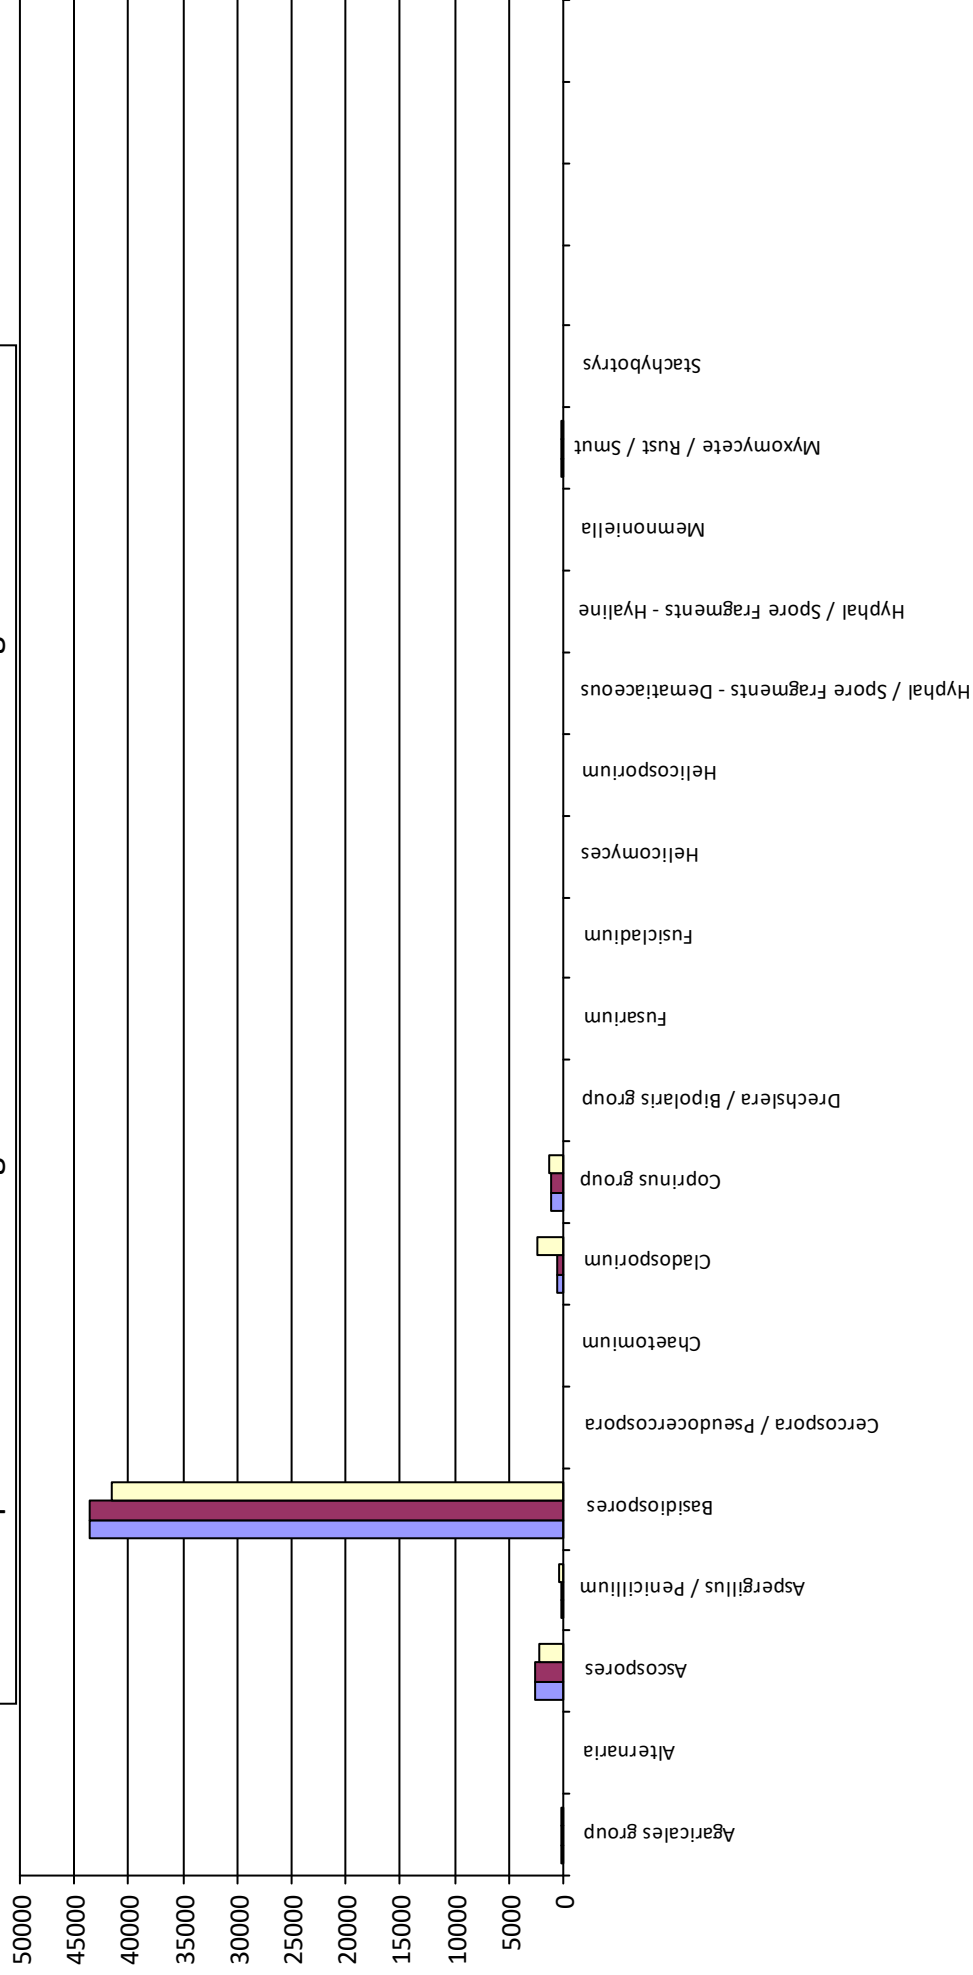 50000
45000
40000
35000
30000
25000
20000
15000
10000
5000
0
Agaricales group
Alternaria
Ascospores
Aspergillus / Penicillium
Basidiospores
Cercospora / Pseudocercospora
Chaetomium
Cladosporium
Coprinus group
Drechslera / Bipolaris group
Fusarium
Fusicladium
Helicomyces
Helicosporium
Hyphal / Spore Fragments - Dematiaceous
Hyphal / Spore Fragments - Hyaline
Memnoniella
Myxomycete / Rust / Smut
Stachybotrys